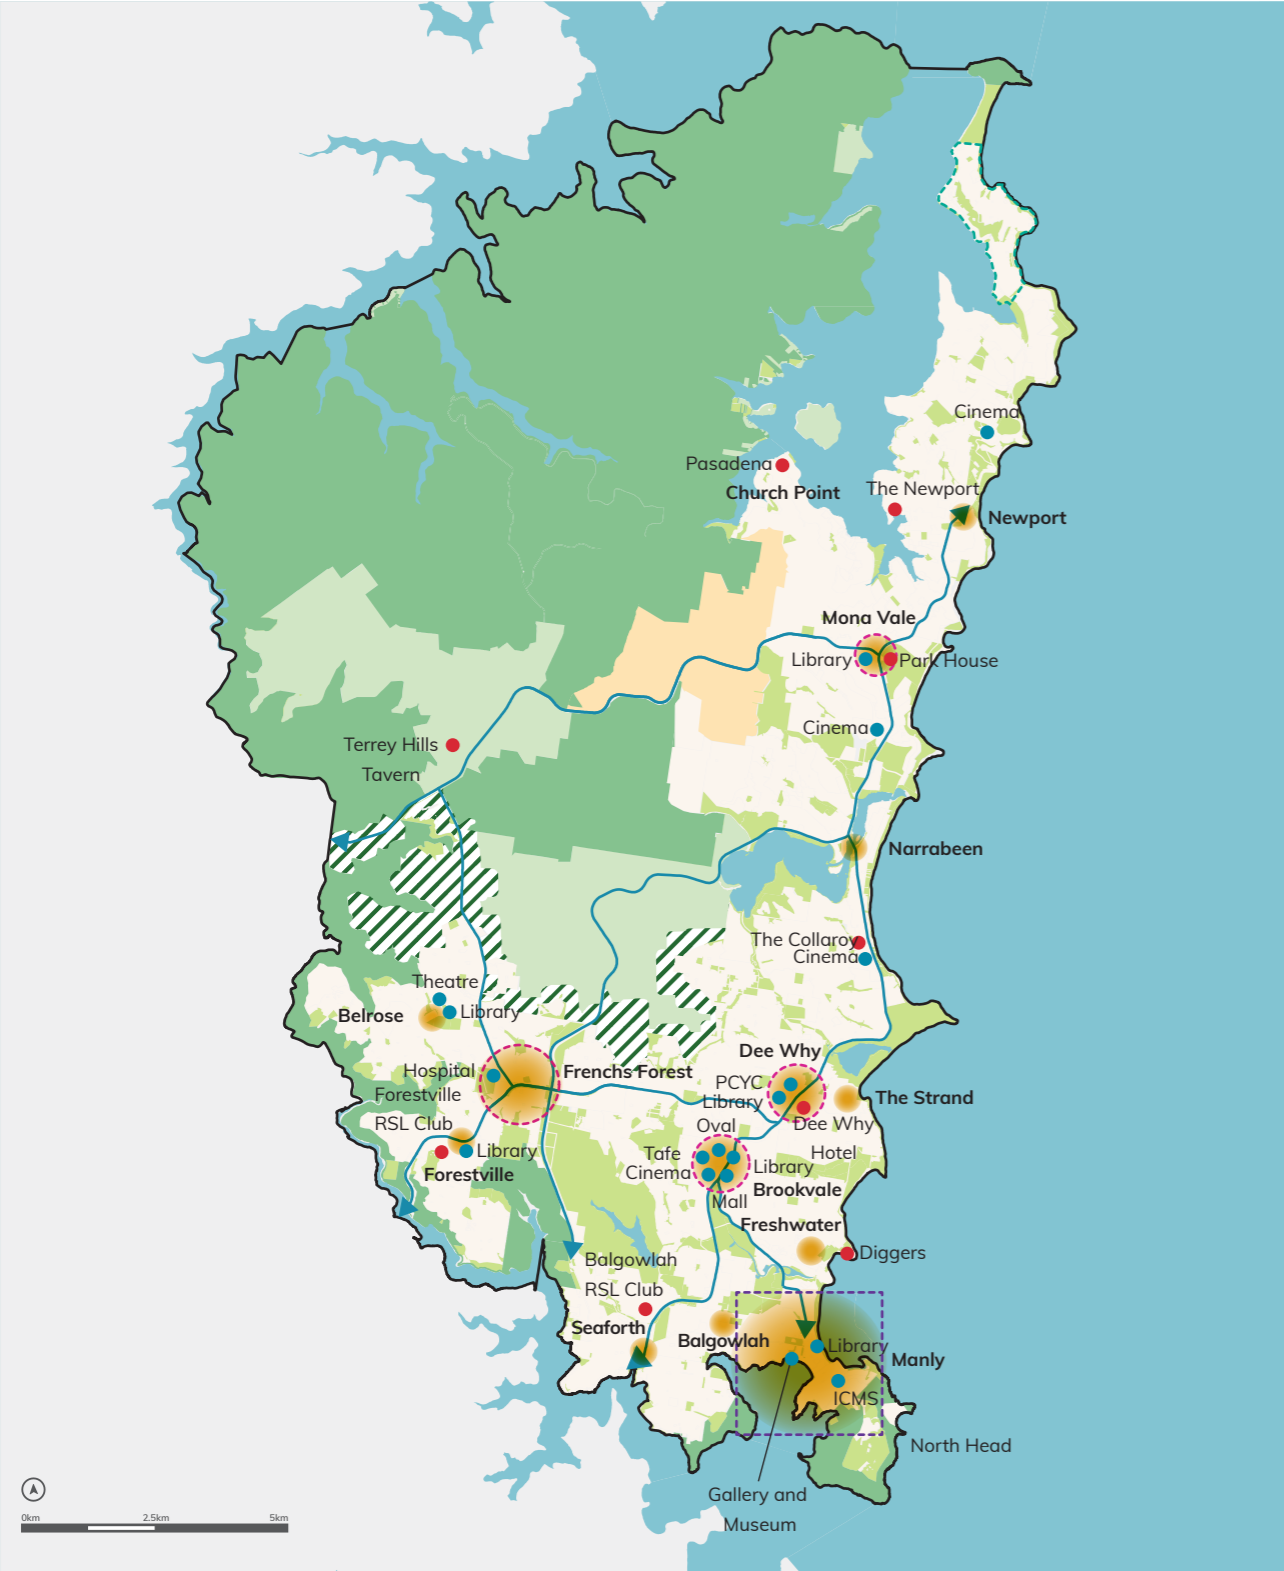 Cinema
Pasadena
The Newport
Church Point
Newport
Mona Vale
Library
Park House
Cinema
Terrey Hills
Tavern
Narrabeen
The Collaroy
Cinema
Theatre
Library
Belrose
Dee Why
Hospital
Frenchs Forest
PCYC
Forestville
Library
The Strand
RSL Club
Oval
Dee Why
Library
Tafe
Hotel
Forestville
Cinema
Library
Brookvale
Mall
Freshwater
Diggers
Balgowlah
RSL Club
Seaforth
Balgowlah
Library
Manly
ICMS
North Head
Gallery and
Museum
0km
2.5km
5km